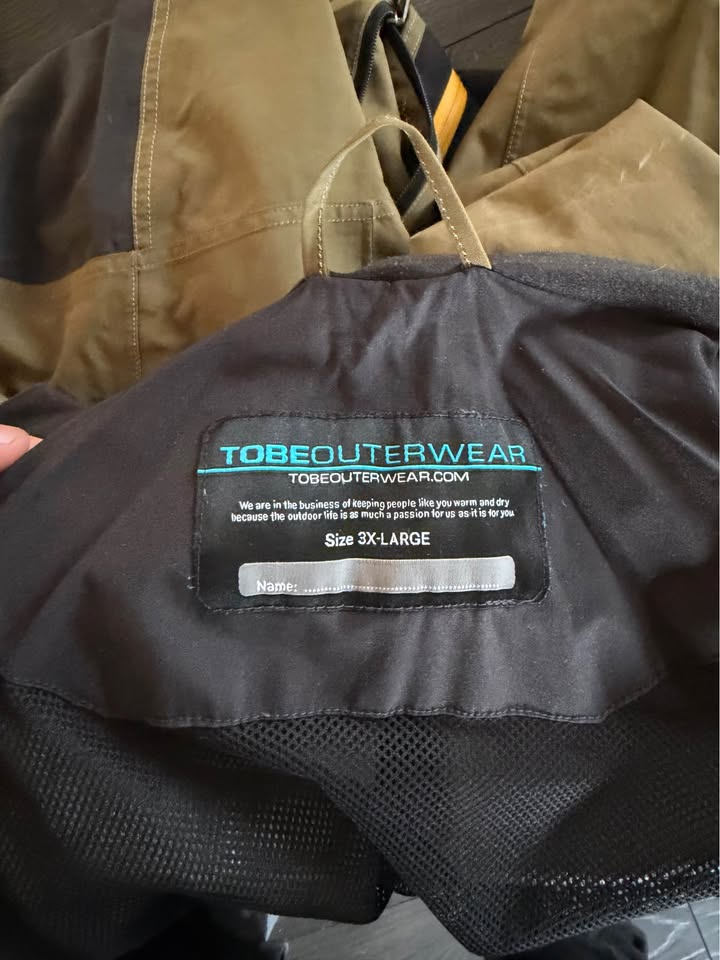 TOBEOUTERWEAR
TOBEOUTERWEAR.COM
We are in the business of keeping people like you warm and dry
because the outdoor life is as much a passion for us as it is for you
Size 3X-LARGE
Name: